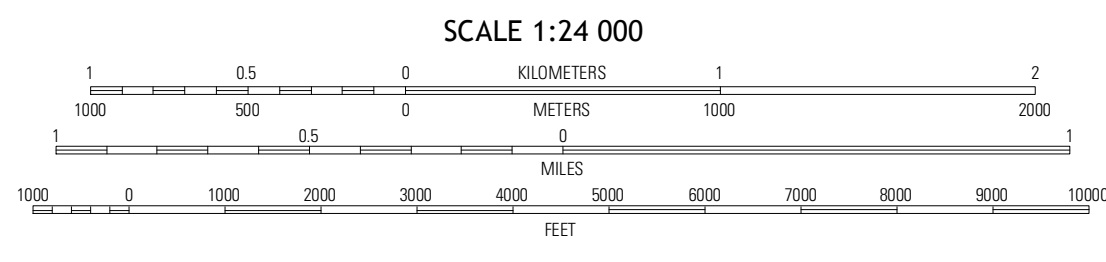 SCALE 1:24 000
1 0.5 0 KILOMETERS 1 2
1000 500 0 METERS 1000 2000
1 0.5 0 1
MILES
1000 0 1000 2000 3000 4000 5000 6000 7000 8000 9000 10000
FEET